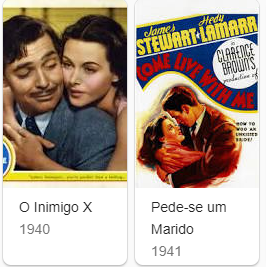 James Hedy
STEWART LAMARR
in
CLARENCE
BROWN'S
production of
COME LIVE WITH ME
HOW TO
WOO AN
UNKISSED
BRIDE!
O Inimigo X
1940
Pede-se um
Marido
1941